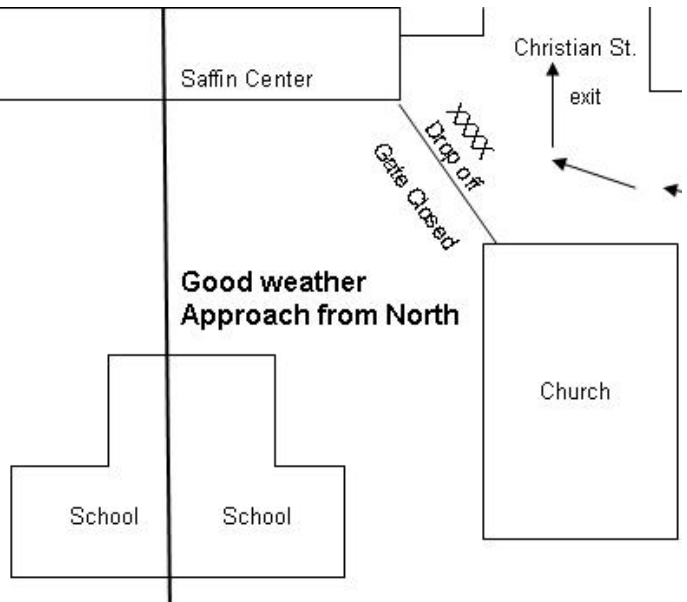 Christian St.
Saffin Center
exit
XXXX
Drop off
Gate Closed
Good weather
Approach from North
Church
School
School